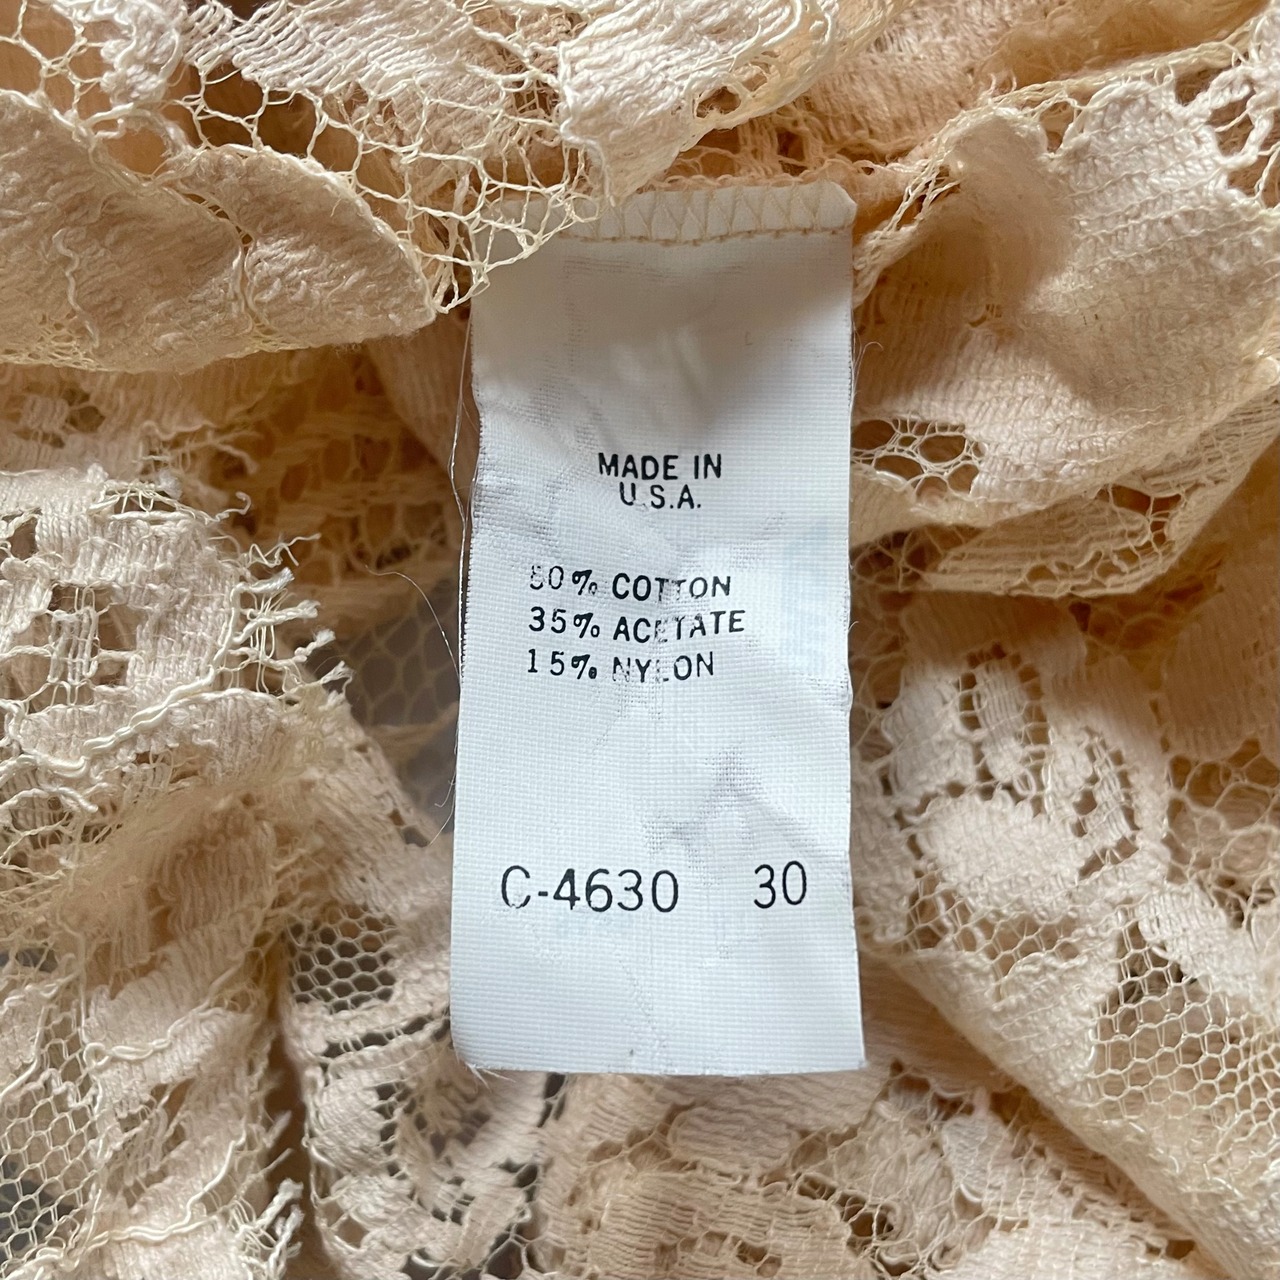 MADE IN
U.S.A.
50% COTTON
35% ACETATE
15% NYLON
C-4630 30